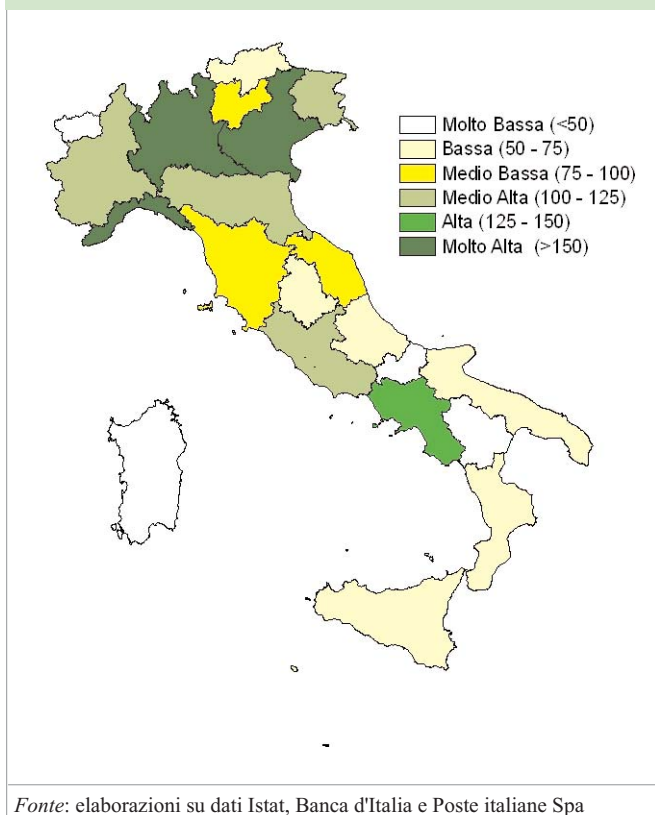 Molto Bassa (<50)
Bassa (50 - 75)
Medio Bassa (75 - 100)
Medio Alta (100 - 125)
Alta (125 - 150)
Molto Alta (>150)
Fonte: elaborazioni su dati Istat, Banca d'Italia e Poste italiane Spa